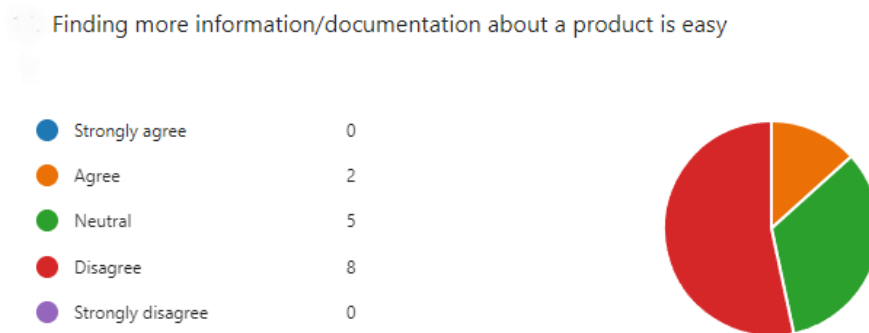 Finding more information/documentation about a product is easy
Strongly agree 0
Agree 2
Neutral 5
Disagree 8
Strongly disagree 0